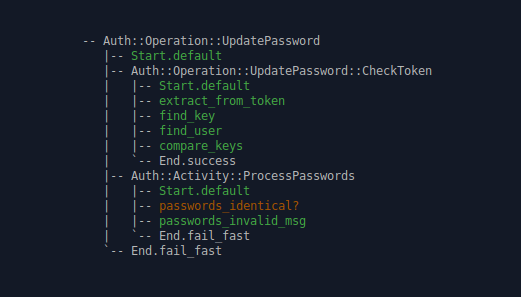 -- Auth::Operation::UpdatePassword
|-- Start.default
|-- Auth::Operation::UpdatePassword::CheckToken
|   |-- Start.default
|   |-- extract_from_token
|   |-- find_key
|   |-- find_user
|   |-- compare_keys
|   `-- End.success
|-- Auth::Activity::ProcessPasswords
|   |-- Start.default
|   |-- passwords_identical?
|   |-- passwords_invalid_msg
|   `-- End.fail_fast
`-- End.fail_fast